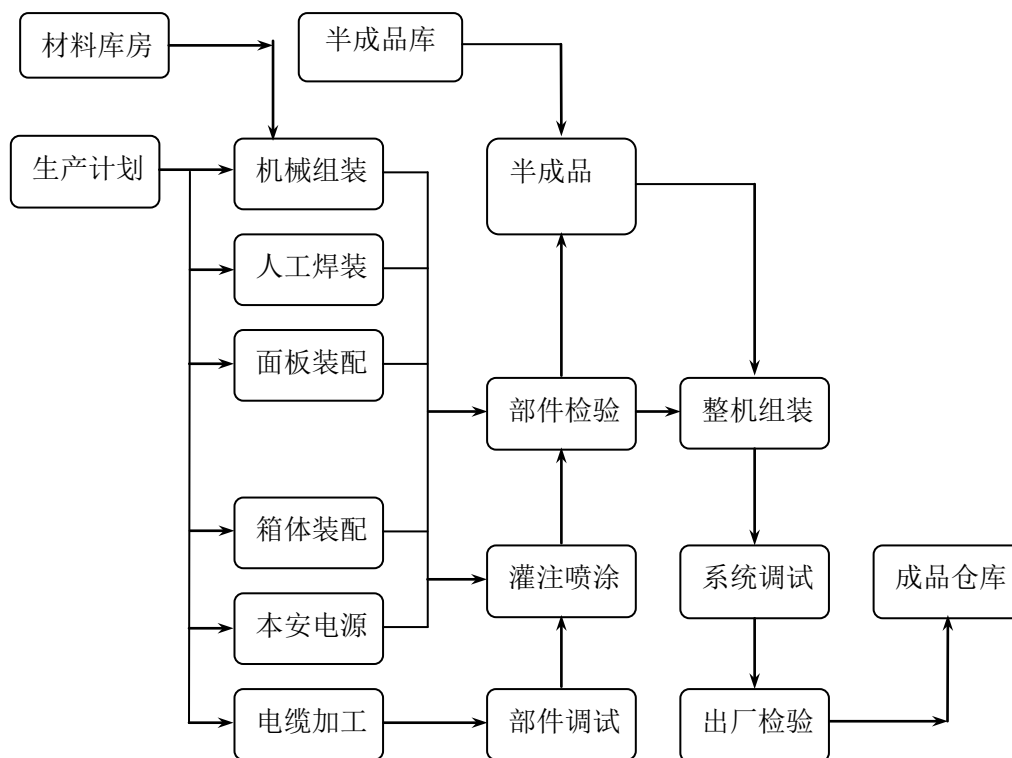 材料库房
半成品库
生产计划
机械组装
半成品
人工焊装
面板装配
部件检验
整机组装
箱体装配
灌注喷涂
系统调试
成品仓库
本安电源
电缆加工
部件调试
出厂检验